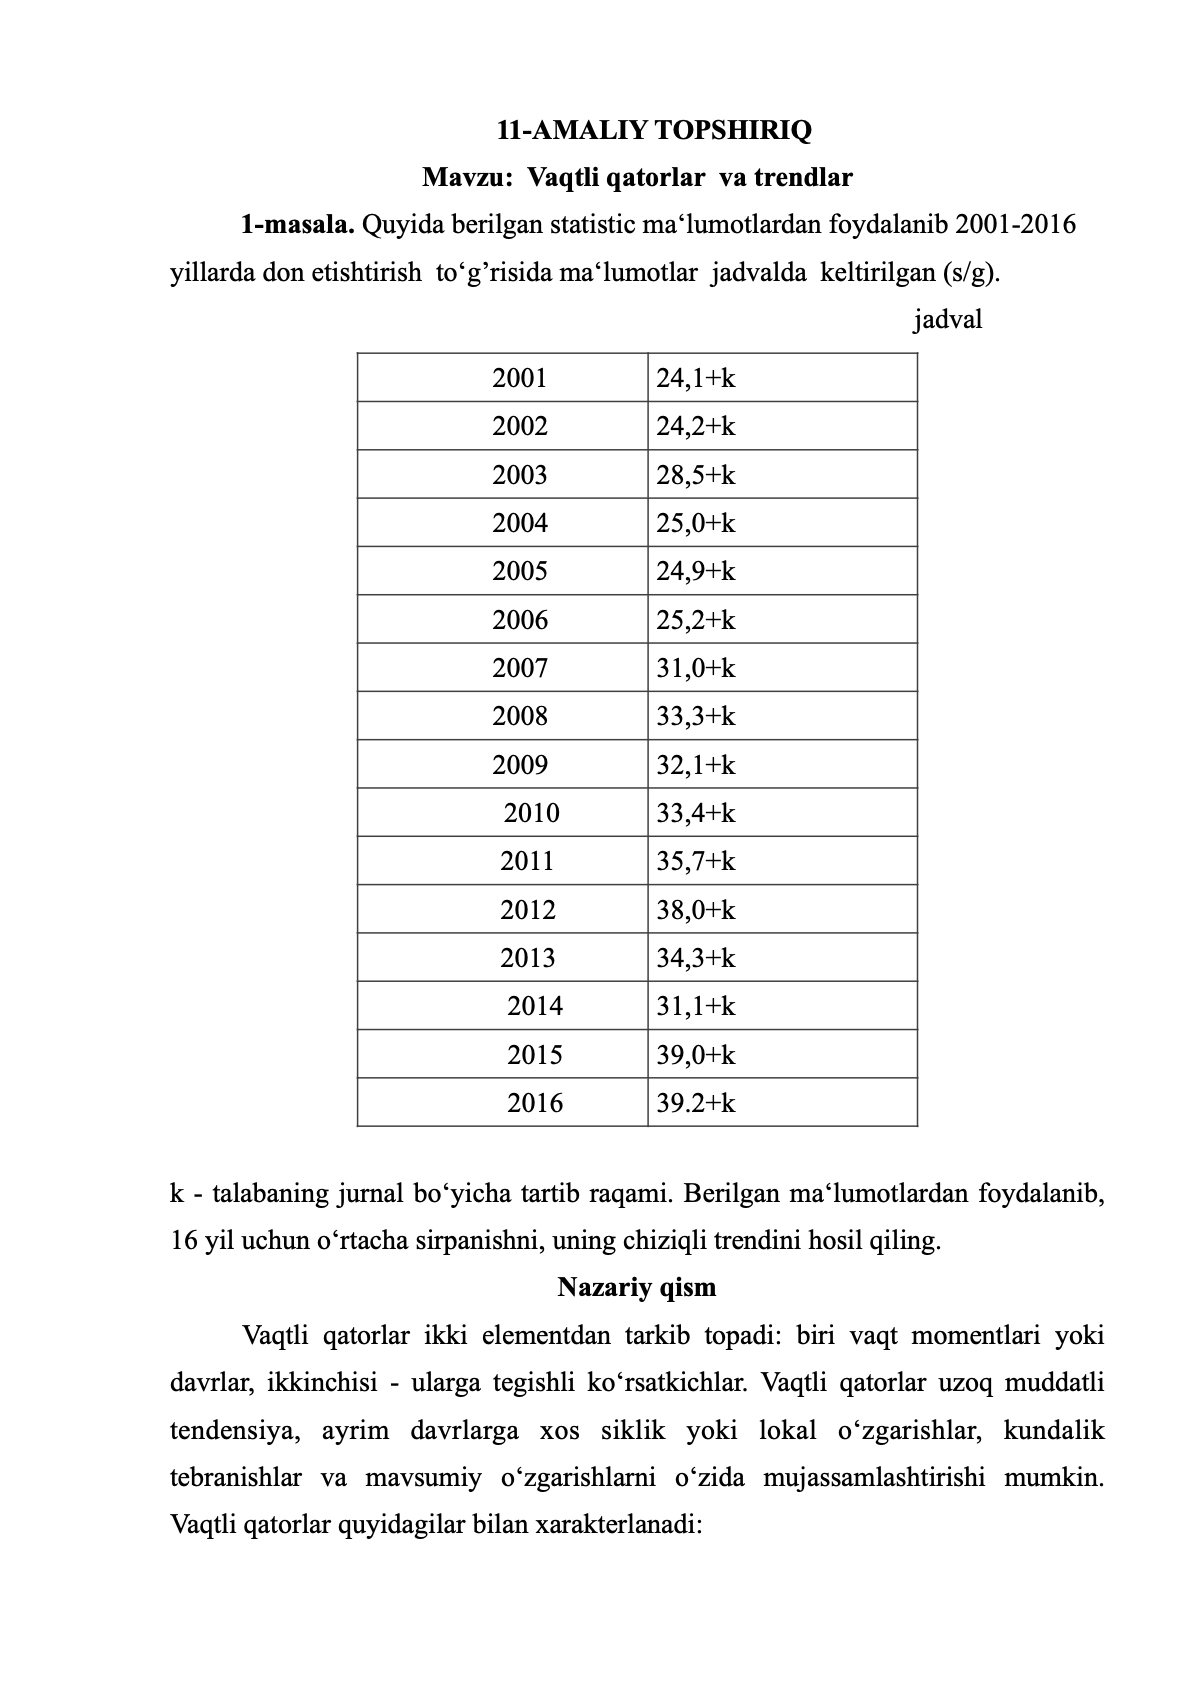 11-AMALIY TOPSHIRIQ
Mavzu: Vaqtli qatorlar va trendlar
1-masala. Quyida berilgan statistic ma‘lumotlardan foydalanib 2001-2016
yillarda don etishtirish to‘g’risida ma‘lumotlar jadvalda keltirilgan (s/g).
jadval
2001 24,1+k
2002 24,2+k
2003 28,5+k
2004 25,0+k
2005 24,9+k
2006 25,2+k
2007 31,0+k
2008 33,3+k
2009 32,1+k
2010 33,4+k
2011 35,7+k
2012 38,0+k
2013 34,3+k
2014 31,1+k
2015 39,0+k
2016 39.2+k
k - talabaning jurnal bo‘yicha tartib raqami. Berilgan ma‘lumotlardan foydalanib,
16 yil uchun o‘rtacha sirpanishni, uning chiziqli trendini hosil qiling.
Nazariy qism
Vaqtli qatorlar ikki elementdan tarkib topadi: biri vaqt momentlari yoki
davrlar, ikkinchisi - ularga tegishli ko‘rsatkichlar. Vaqtli qatorlar uzoq muddatli
tendensiya, ayrim davrlarga xos siklik yoki lokal o‘zgarishlar, kundalik
tebranishlar va mavsumiy o‘zgarishlarni o‘zida mujassamlashtirishi mumkin.
Vaqtli qatorlar quyidagilar bilan xarakterlanadi: